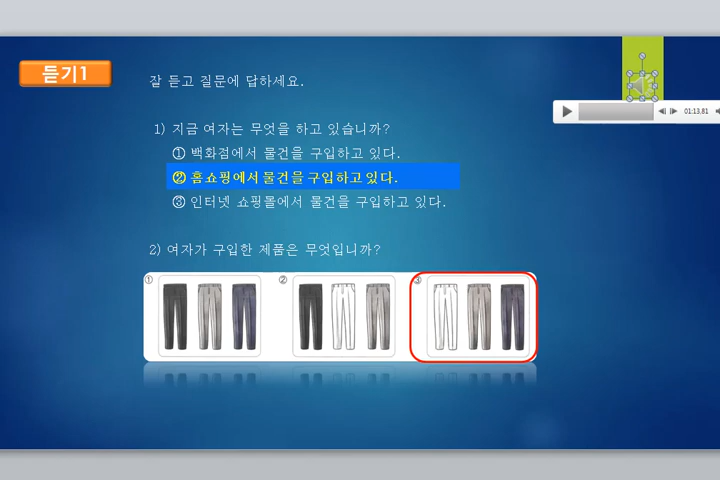 듣기1
잘 듣고 질문에 답하세요.
01:13,81
1) 지금 여자는 무엇을 하고 있습니까?
① 백화점에서 물건을 구입하고 있다.
② 홈쇼핑에서 물건을 구입하고 있다.
③ 인터넷 쇼핑몰에서 물건을 구입하고 있다.
2) 여자가 구입한 제품은 무엇입니까?
① ② ③